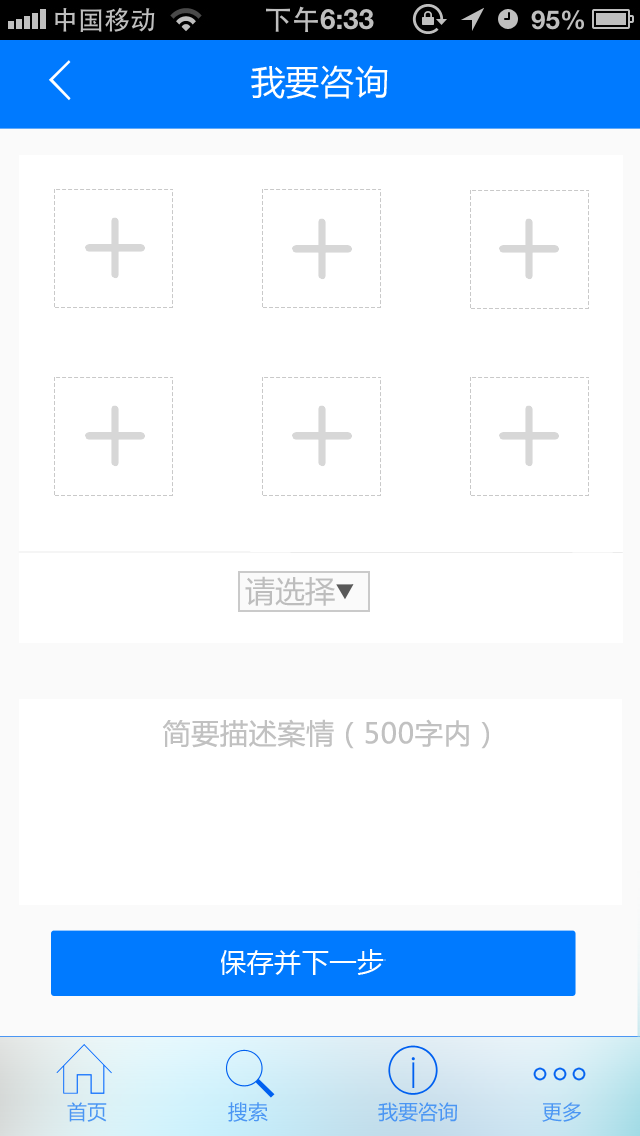 中国移动 下午6:33 95%
我要咨询
请选择▼
简要描述案情（500字内）
保存并下一步
首页 搜索 我要咨询 更多